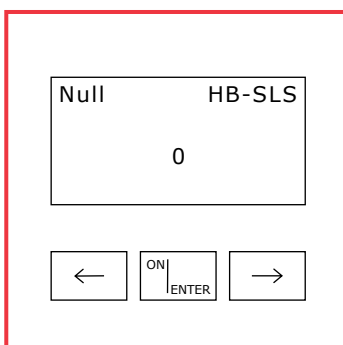 Null HB-SLS
0
← ON ENTER →